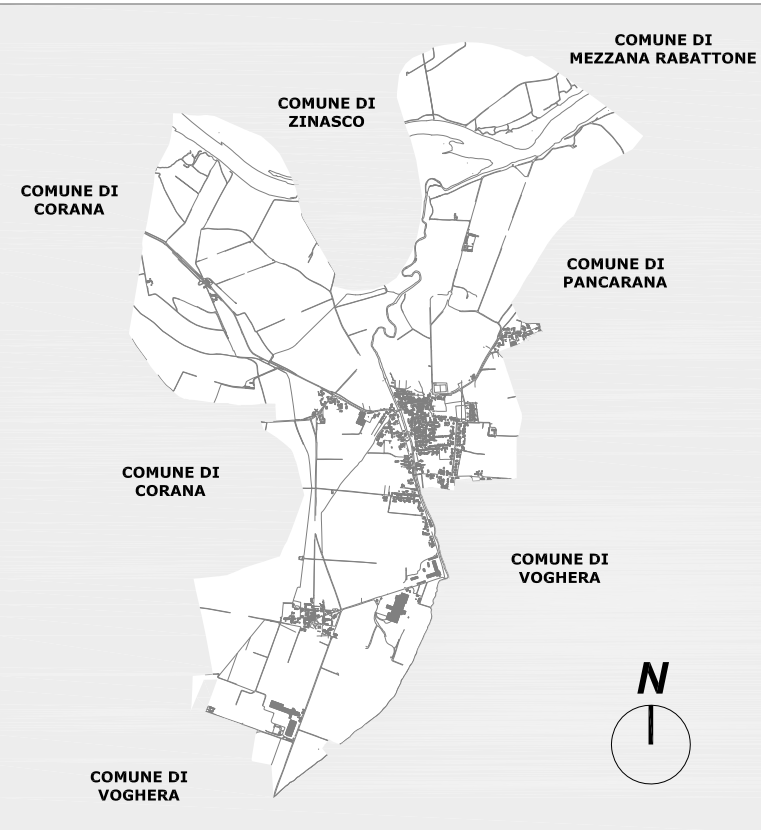 COMUNE DI
MEZZANA RABATTONE
COMUNE DI
ZINASCO
COMUNE DI
CORANA
COMUNE DI
PANCARANA
COMUNE DI
CORANA
COMUNE DI
VOGHERA
N
COMUNE DI
VOGHERA